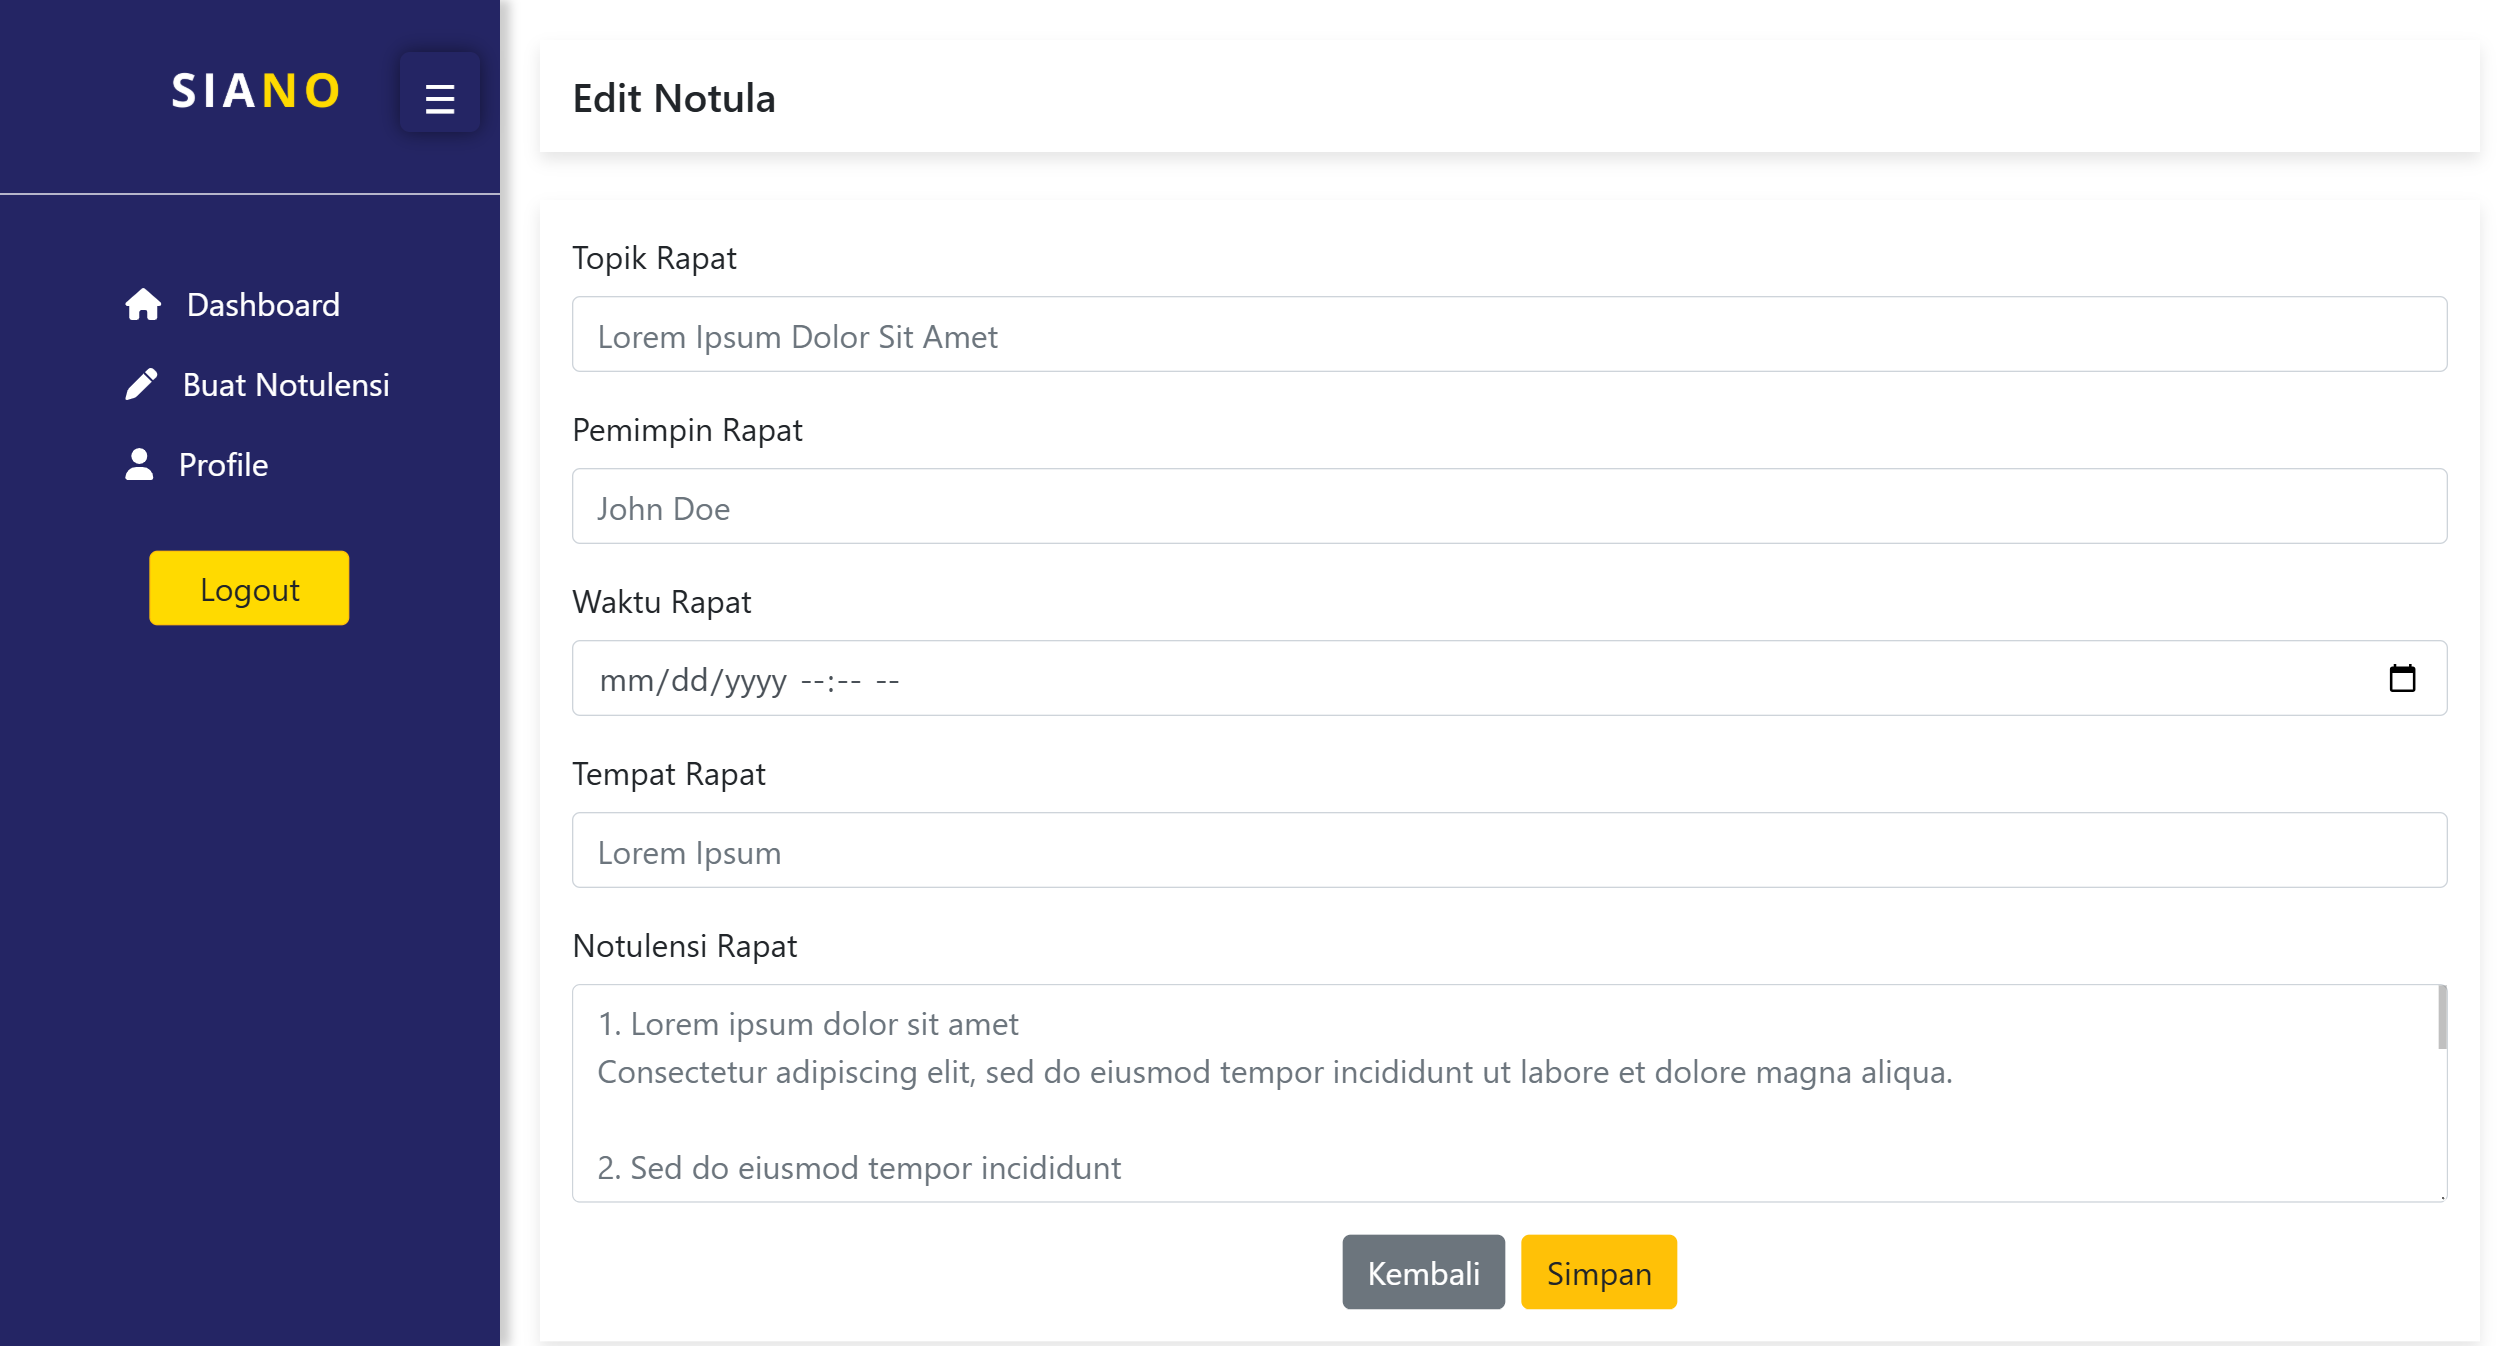 SIANO
Dashboard
Buat Notulensi
Profile
Logout
Edit Notula
Topik Rapat
Lorem Ipsum Dolor Sit Amet
Pemimpin Rapat
John Doe
Waktu Rapat
mm/dd/yyyy --:-- --
Tempat Rapat
Lorem Ipsum
Notulensi Rapat
1. Lorem ipsum dolor sit amet
Consectetur adipiscing elit, sed do eiusmod tempor incididunt ut labore et dolore magna aliqua.
2. Sed do eiusmod tempor incididunt
Kembali
Simpan